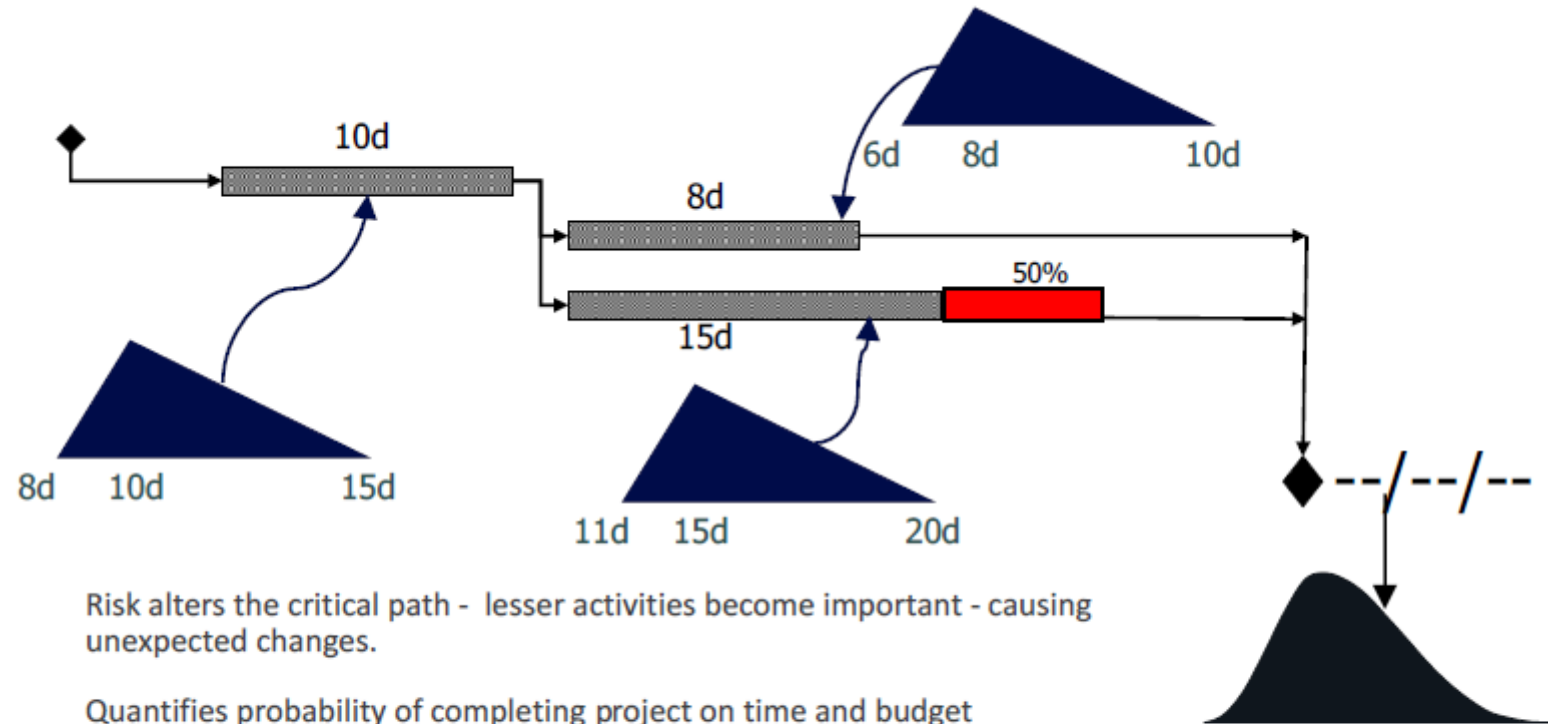 10d
6d 8d 10d
8d
50%
15d
8d 10d 15d
11d 15d 20d
--/--/--
Risk alters the critical path - lesser activities become important - causing
unexpected changes.
Quantifies probability of completing project on time and budget